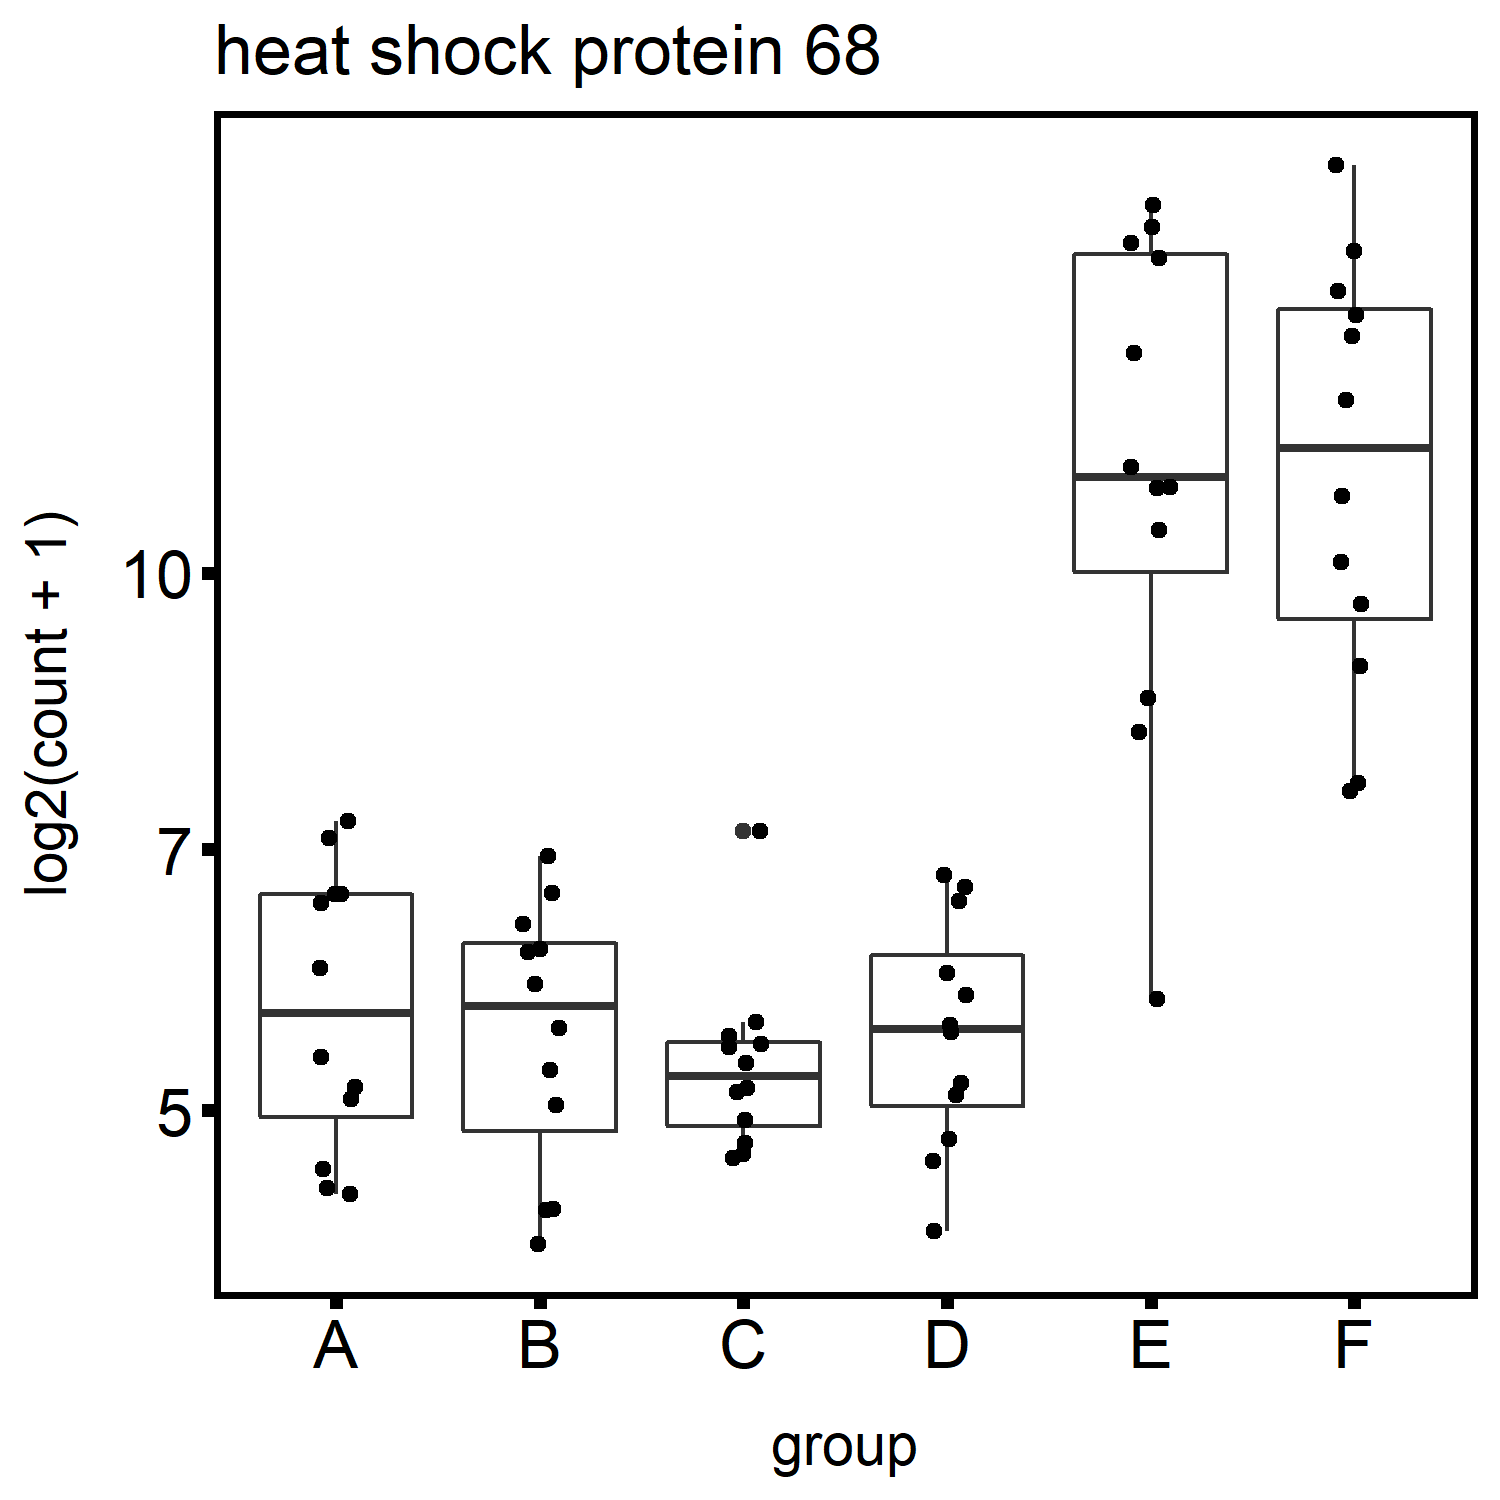 heat shock protein 68
log2(count + 1)
10
7
5
A B C D E F
group